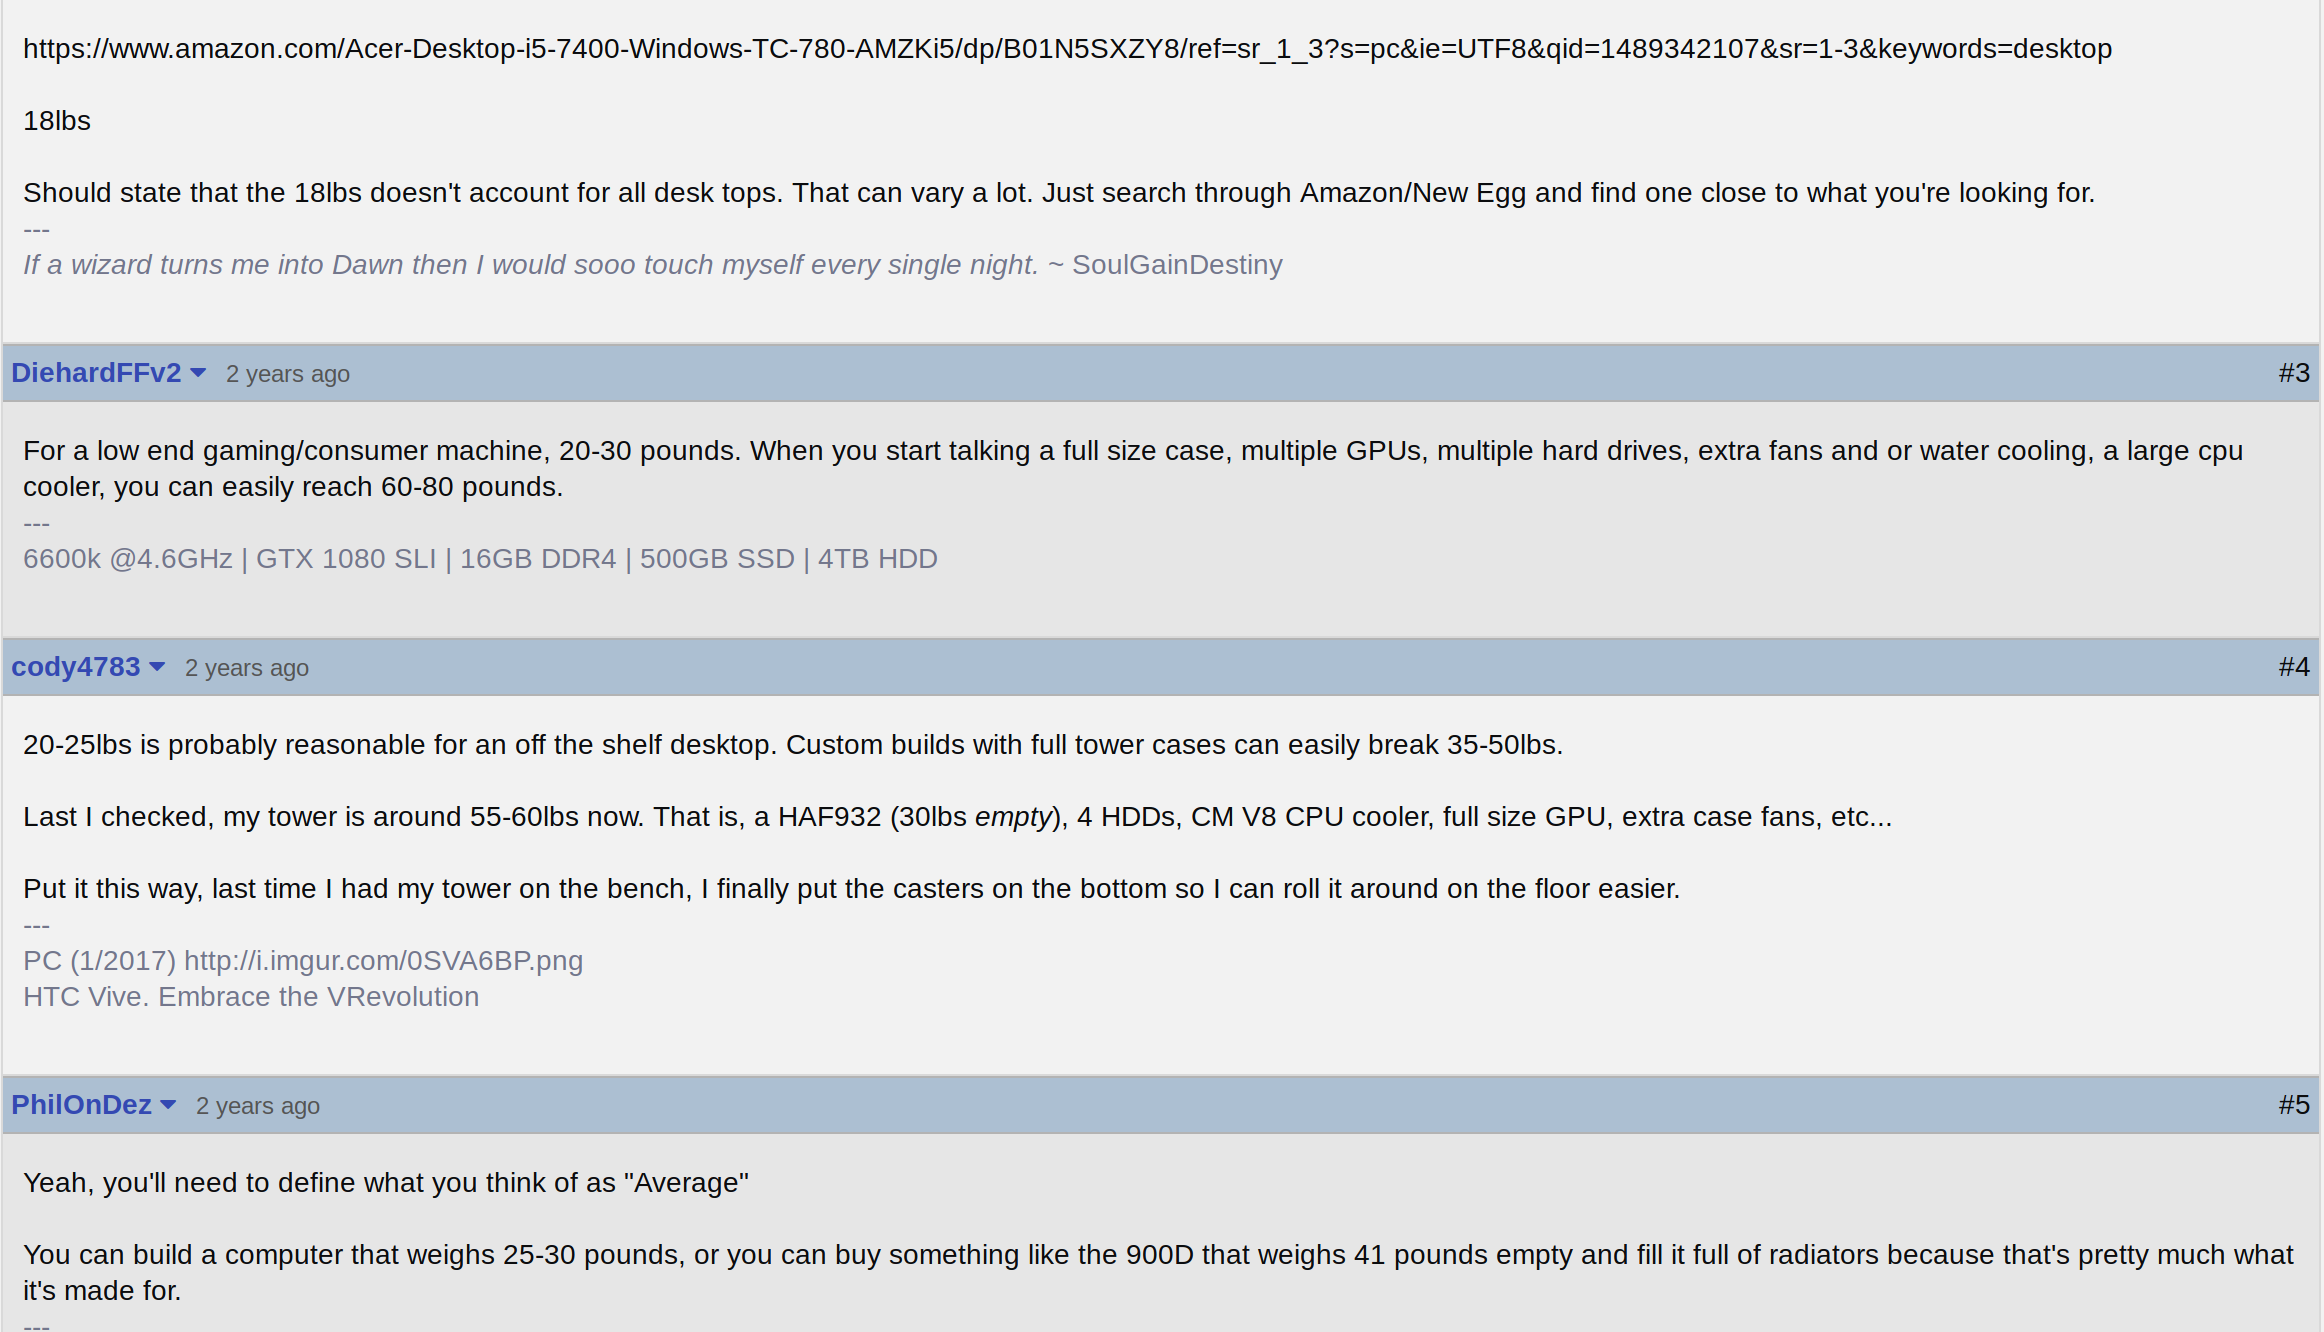 https://www.amazon.com/Acer-Desktop-i5-7400-Windows-TC-780-AMZKi5/dp/B01N5SXZY8/ref=sr_1_3?s=pc&ie=UTF8&qid=1489342107&sr=1-3&keywords=desktop
18lbs
Should state that the 18lbs doesn't account for all desk tops. That can vary a lot. Just search through Amazon/New Egg and find one close to what you're looking for.
---
If a wizard turns me into Dawn then I would sooo touch myself every single night. ~ SoulGainDestiny
DiehardFFv2 2 years ago #3
For a low end gaming/consumer machine, 20-30 pounds. When you start talking a full size case, multiple GPUs, multiple hard drives, extra fans and or water cooling, a large cpu
cooler, you can easily reach 60-80 pounds.
---
6600k @4.6GHz | GTX 1080 SLI | 16GB DDR4 | 500GB SSD | 4TB HDD
cody4783 2 years ago #4
20-25lbs is probably reasonable for an off the shelf desktop. Custom builds with full tower cases can easily break 35-50lbs.
Last I checked, my tower is around 55-60lbs now. That is, a HAF932 (30lbs empty), 4 HDDs, CM V8 CPU cooler, full size GPU, extra case fans, etc...
Put it this way, last time I had my tower on the bench, I finally put the casters on the bottom so I can roll it around on the floor easier.
---
PC (1/2017) http://i.imgur.com/0SVA6BP.png
HTC Vive. Embrace the VRevolution
PhilOnDez 2 years ago #5
Yeah, you'll need to define what you think of as "Average"
You can build a computer that weighs 25-30 pounds, or you can buy something like the 900D that weighs 41 pounds empty and fill it full of radiators because that's pretty much what
it's made for.
---